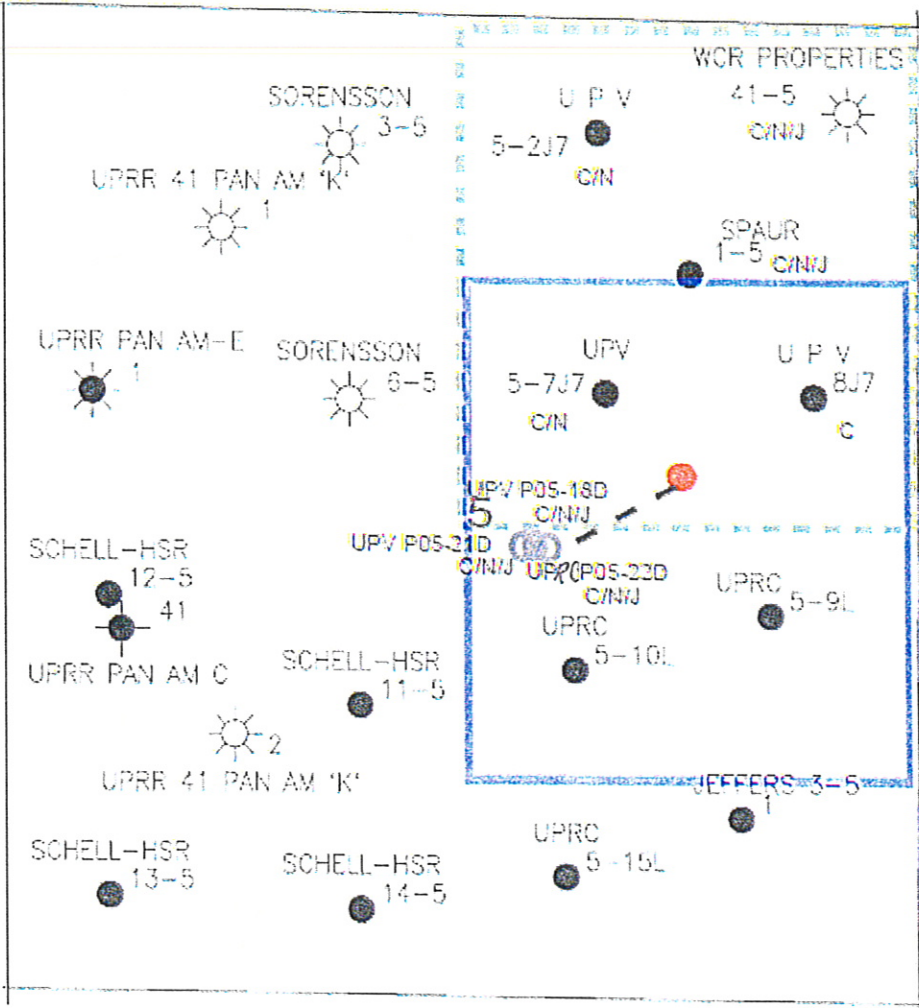 WCR PROPERTIES
41-5
C/N/J
SORENSSON
3-5
U P V
5-2J7
C/N
UPRR 41 PAN AM 'K'
1
SPAUR
1-5
C/N/J
UPRR PAN AM-E
1
SORENSSON
6-5
UPV
5-7J7
C/N
U P V
8J7
C
UPV P05-18D
C/N/J
5
UPV P05-21D
C/N/J
P05-22D
C/N/J
SCHELL-HSR
12-5
41
UPRR PAN AM C
UPRC
5-9L
UPRC
5-10L
SCHELL-HSR
11-5
2
UPRR 41 PAN AM 'K'
JEFFERS 3-5
1
SCHELL-HSR
13-5
SCHELL-HSR
14-5
UPRC
5-15L